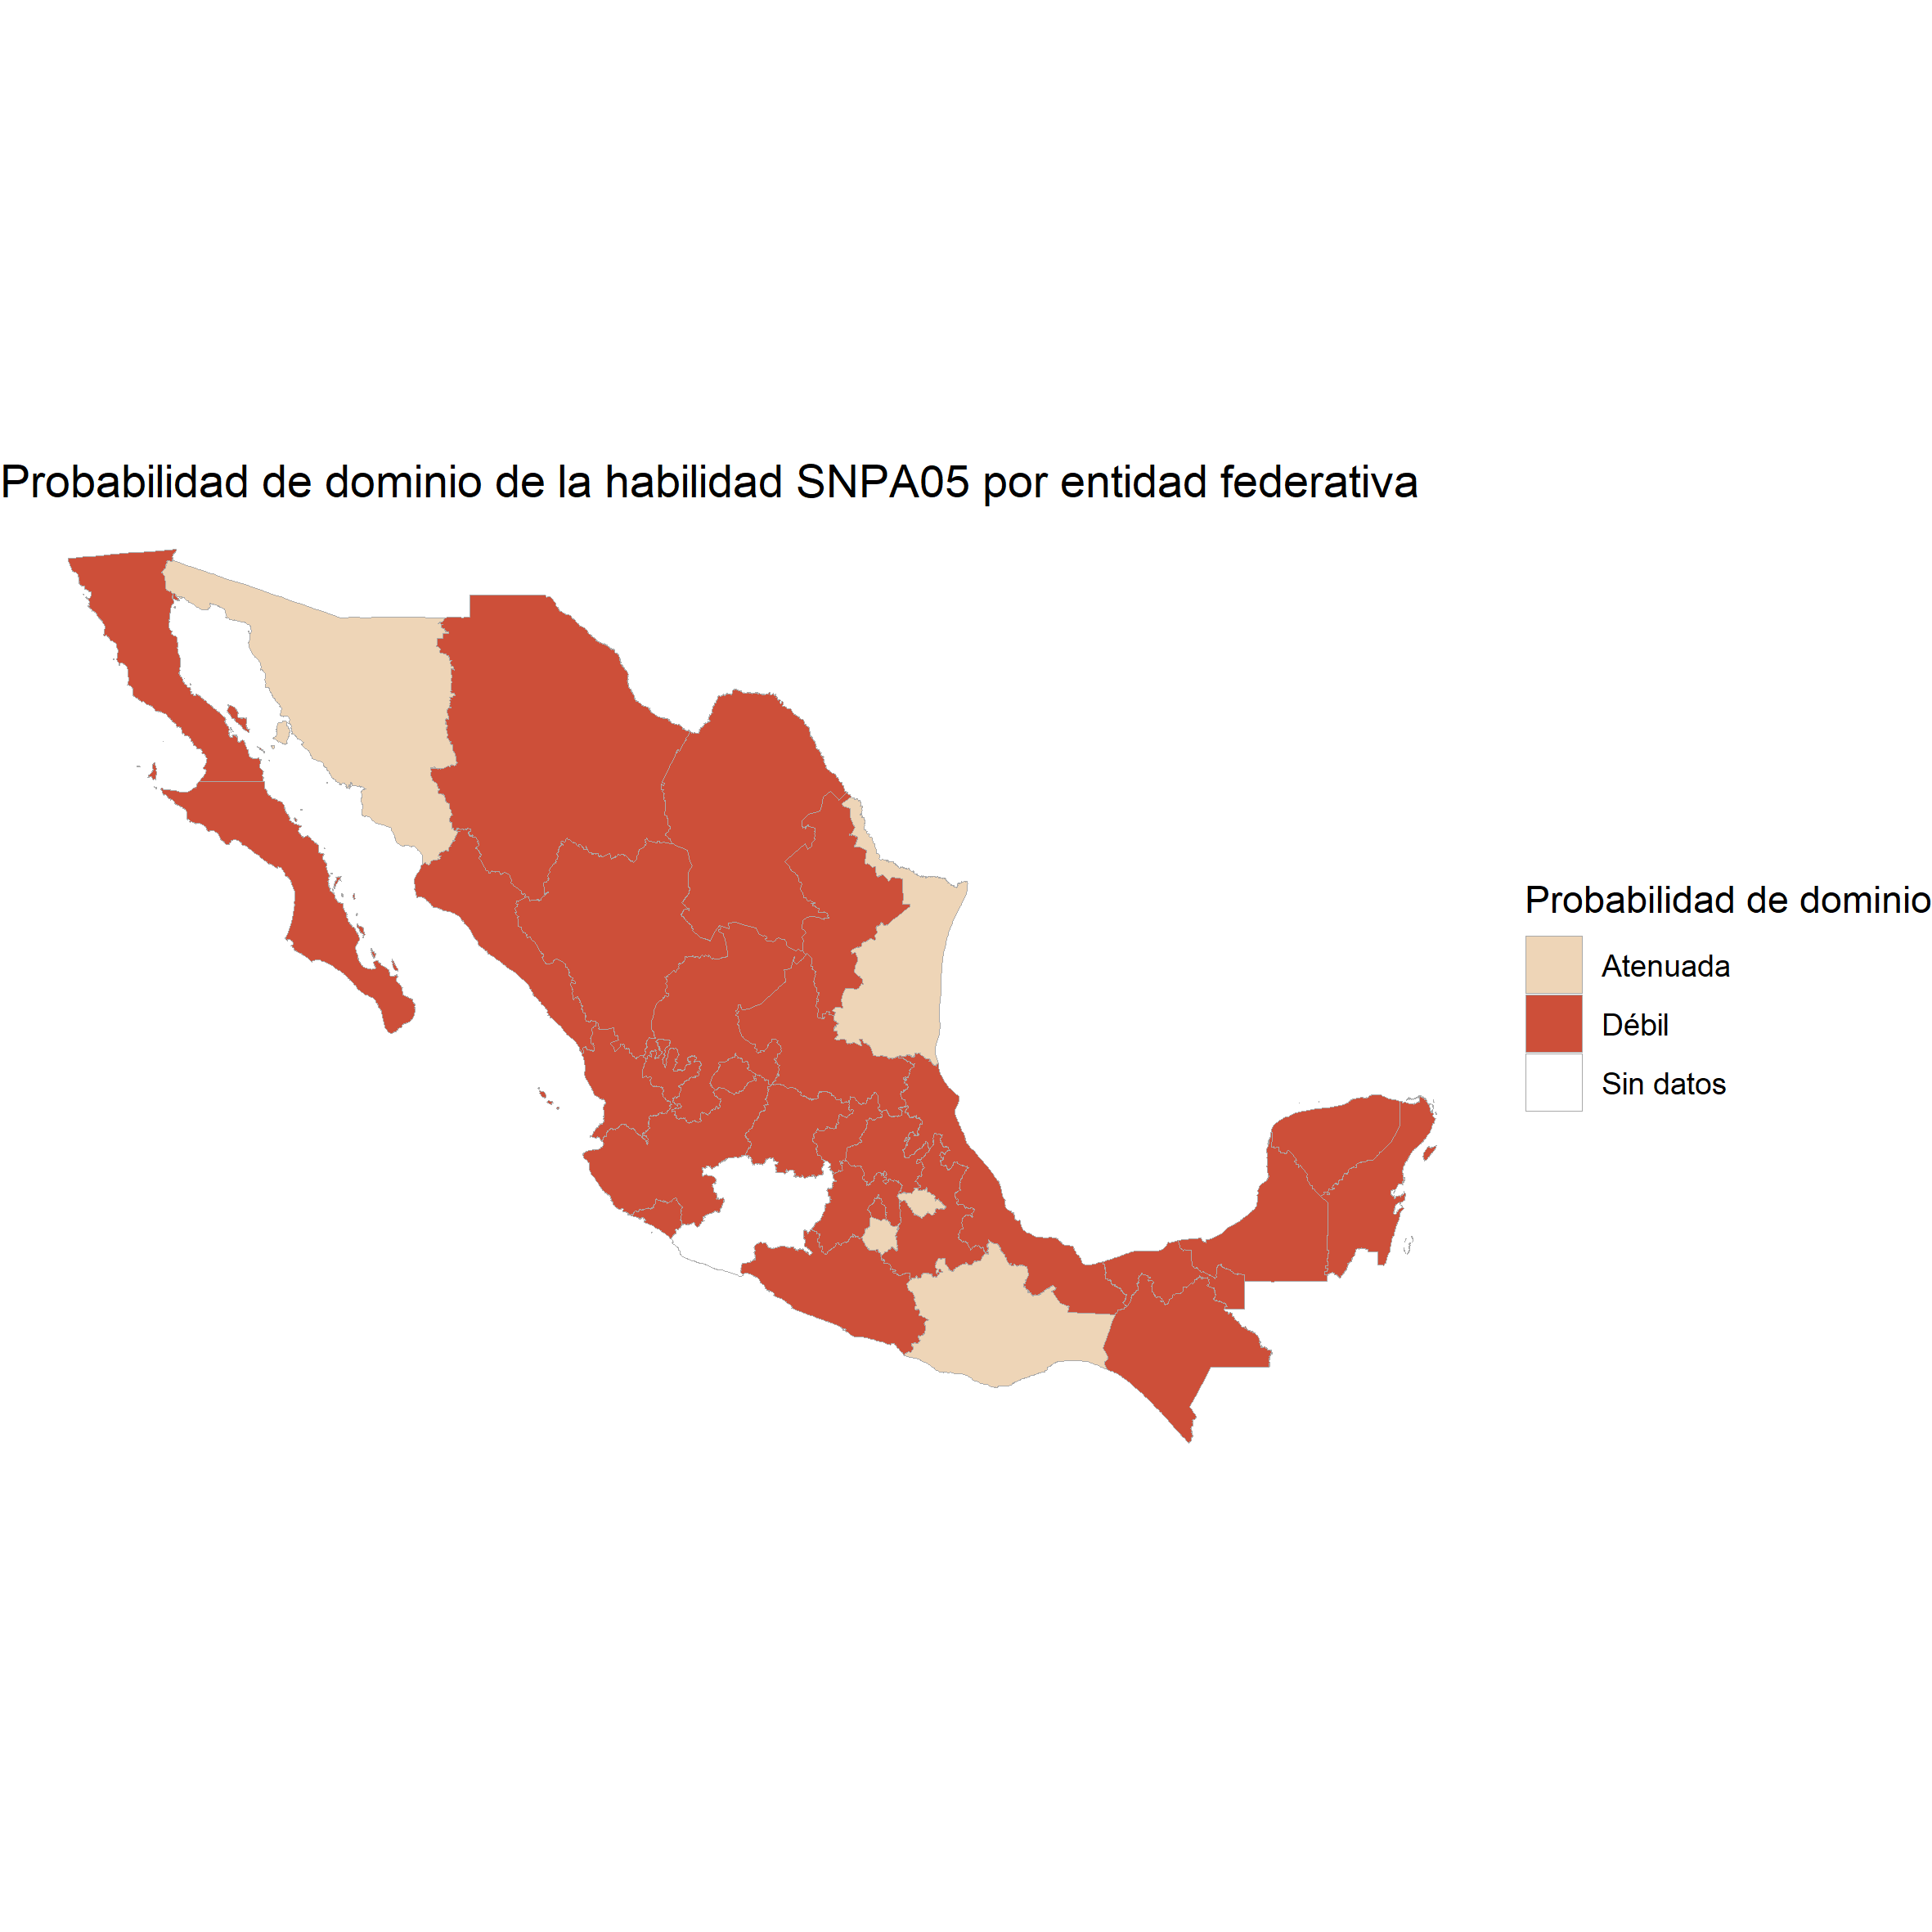 Probabilidad de dominio de la habilidad SNPA05 por entidad federativa
Probabilidad de dominio
Atenuada
Débil
Sin datos